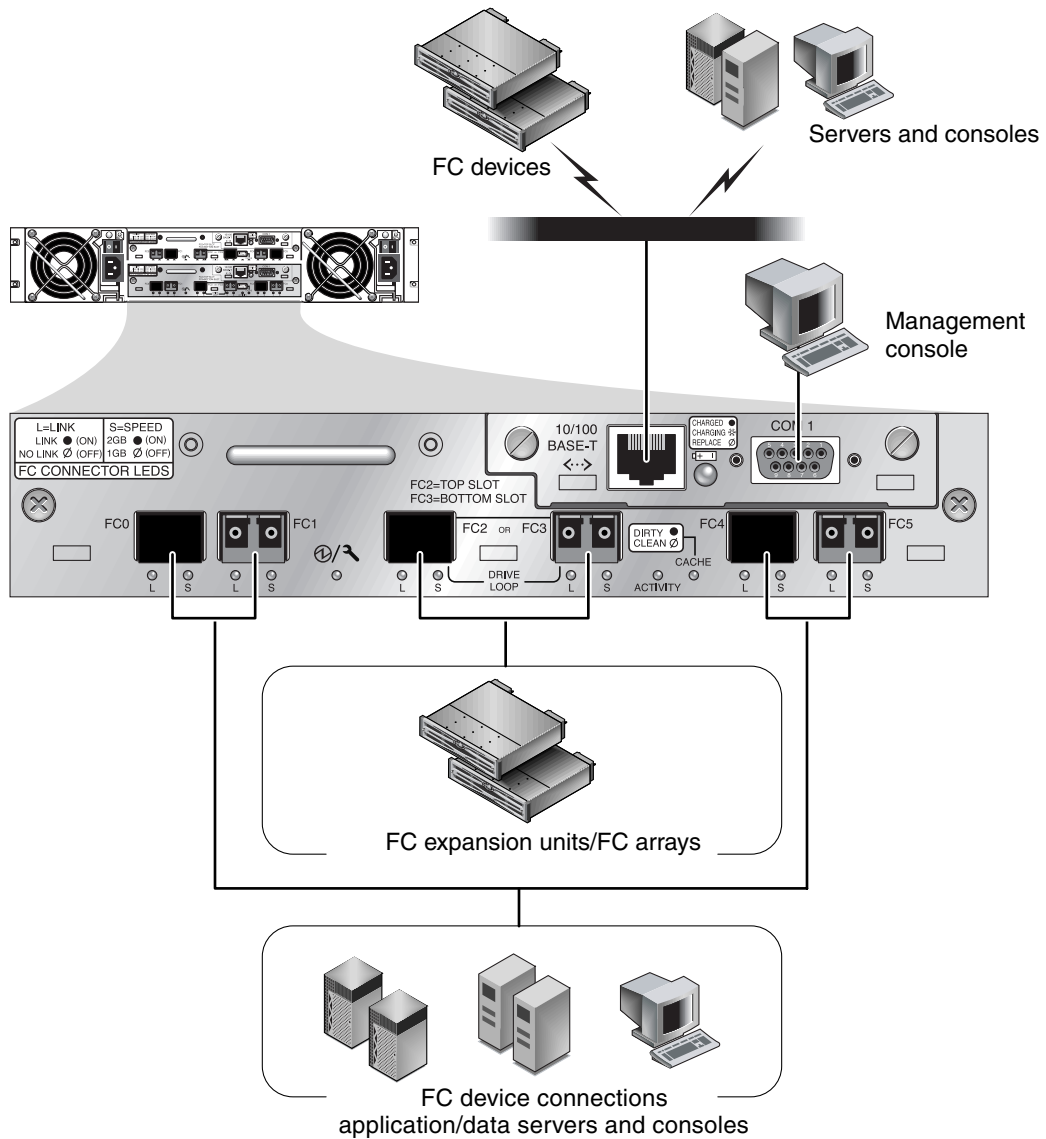 FC devices
Servers and consoles
Management
console
L=LINK
LINK ● (ON)
NO LINK Ø (OFF)
S=SPEED
2GB ● (ON)
1GB Ø (OFF)
FC CONNECTOR LEDS
10/100
BASE-T
<···>
CHARGED ●
CHARGING
REPLACE Ø
+ −
COM 1
FC2=TOP SLOT
FC3=BOTTOM SLOT
FC0
FC1
FC2 OR FC3
DIRTY ●
CLEAN Ø
CACHE
FC4
FC5
L S L S L S DRIVE
LOOP L S ACTIVITY L S L S
FC expansion units/FC arrays
FC device connections
application/data servers and consoles